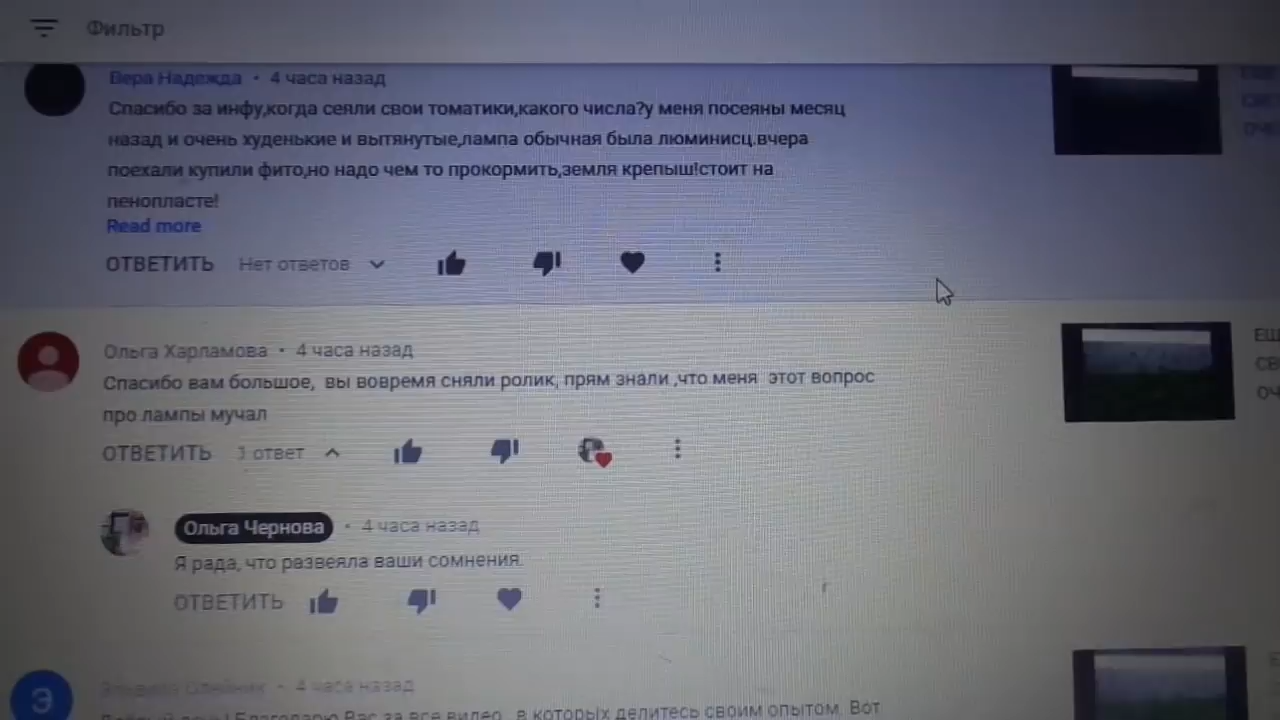 Фильтр
Вера Надежда • 4 часа назад
Спасибо за инфу,когда сеяли свои томатики,какого числа?у меня посеяны месяц
назад и очень худенькие и вытянутые,лампа обычная была люминисц.вчера
поехали купили фито,но надо чем то прокормить,земля крепыш!стоит на
пенопласте!
Read more
ОТВЕТИТЬ Нет ответов
Ольга Харламова • 4 часа назад
Спасибо вам большое, вы вовремя сняли ролик, прям знали ,что меня этот вопрос
про лампы мучал
ОТВЕТИТЬ 1 ответ
ЕЩ
СВ
ОЧ
Ольга Чернова • 4 часа назад
Я рада, что развеяла ваши сомнения.
ОТВЕТИТЬ
Э
4 часа назад
Благодарю Вас за все видео, в которых делитесь своим опытом. Вот